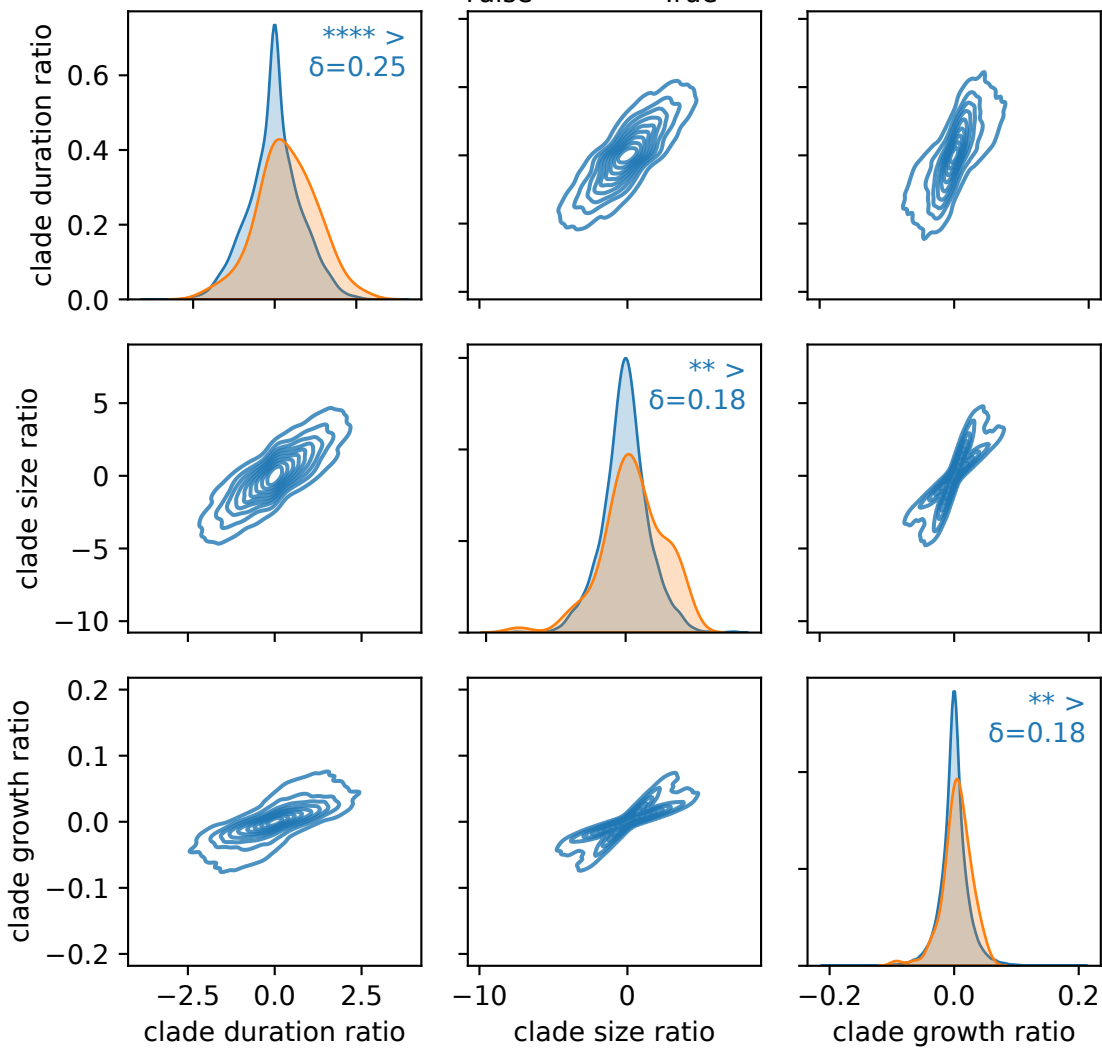 clade duration ratio
0.6
0.4
0.2
0.0
**** >
δ=0.25
clade size ratio
5
0
−5
−10
** >
δ=0.18
clade growth ratio
0.2
0.1
0.0
−0.1
−0.2
** >
δ=0.18
−2.5 0.0 2.5
−10 0
−0.2 0.0 0.2
clade duration ratio
clade size ratio
clade growth ratio